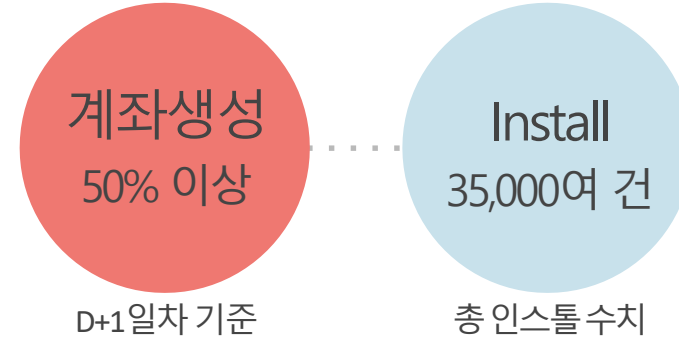 계좌생성
50% 이상
D+1일차 기준
Install
35,000여 건
총 인스톨 수치